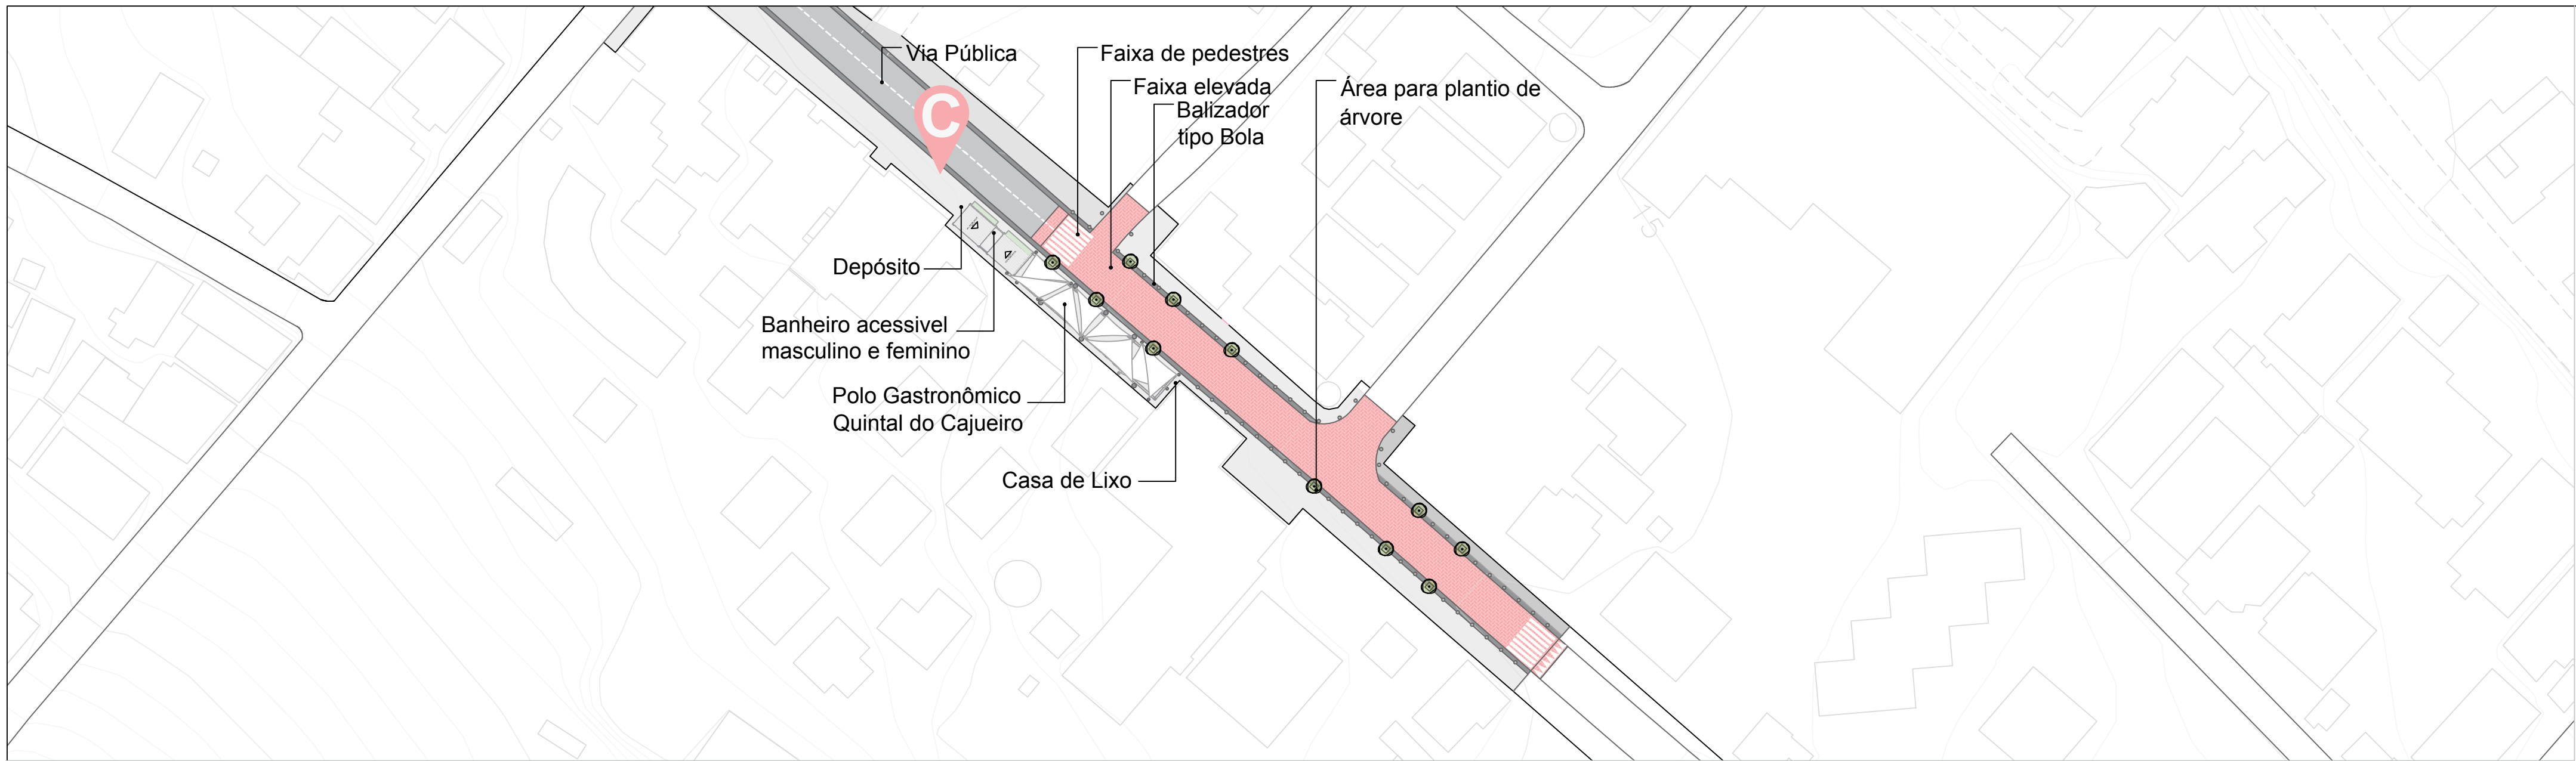 Via Pública
Faixa de pedestres
Faixa elevada
Balizador
tipo Bola
Área para plantio de
árvore
C
Depósito
Banheiro acessivel
masculino e feminino
Polo Gastronômico
Quintal do Cajueiro
Casa de Lixo
15